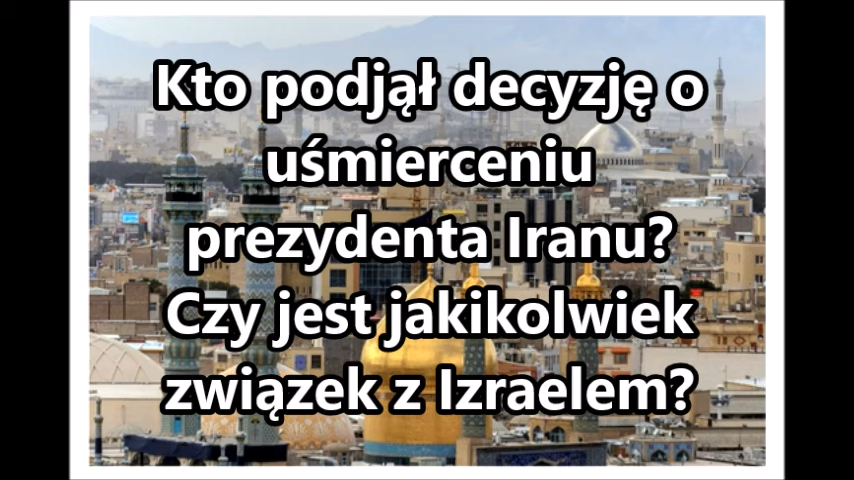 Kto podjął decyzję o
uśmierceniu
prezydenta Iranu?
Czy jest jakikolwiek
związek z Izraelem?